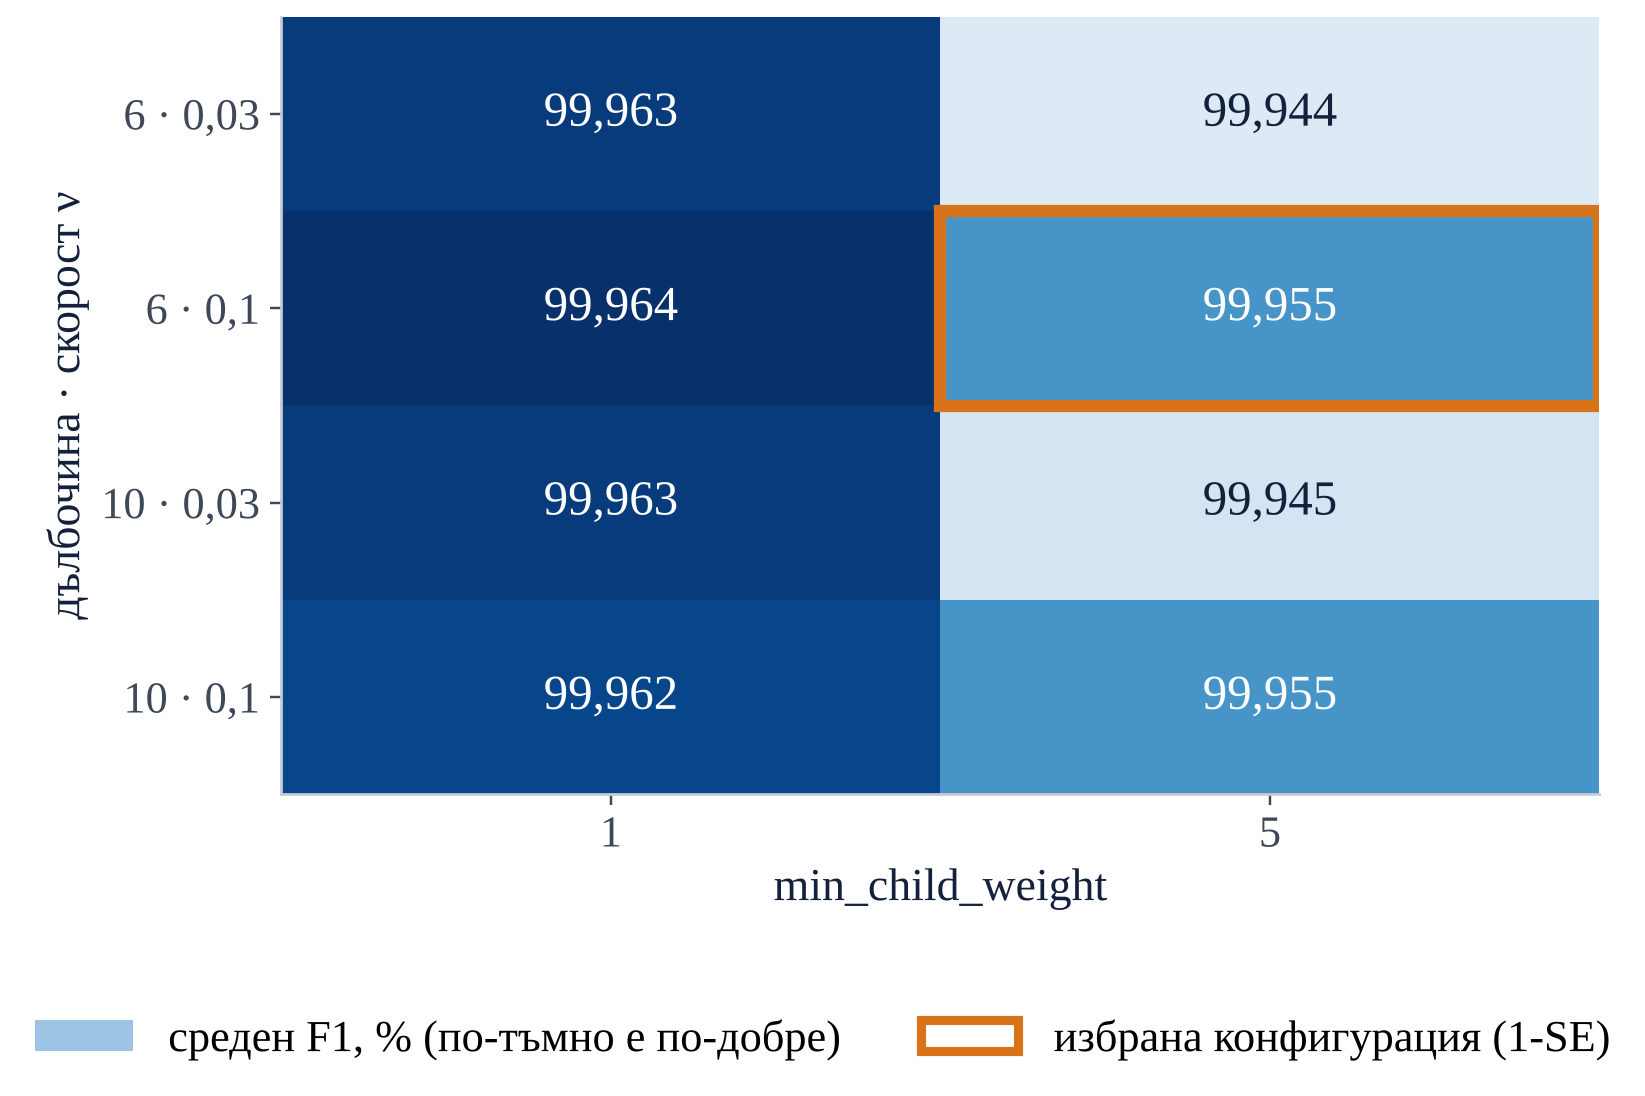 дълбочина · скорост ν
6 · 0,03
99,963
99,944
6 · 0,1
99,964
99,955
10 · 0,03
99,963
99,945
10 · 0,1
99,962
99,955
1
5
min_child_weight
среден F1, % (по-тъмно е по-добре)
избрана конфигурация (1-SE)